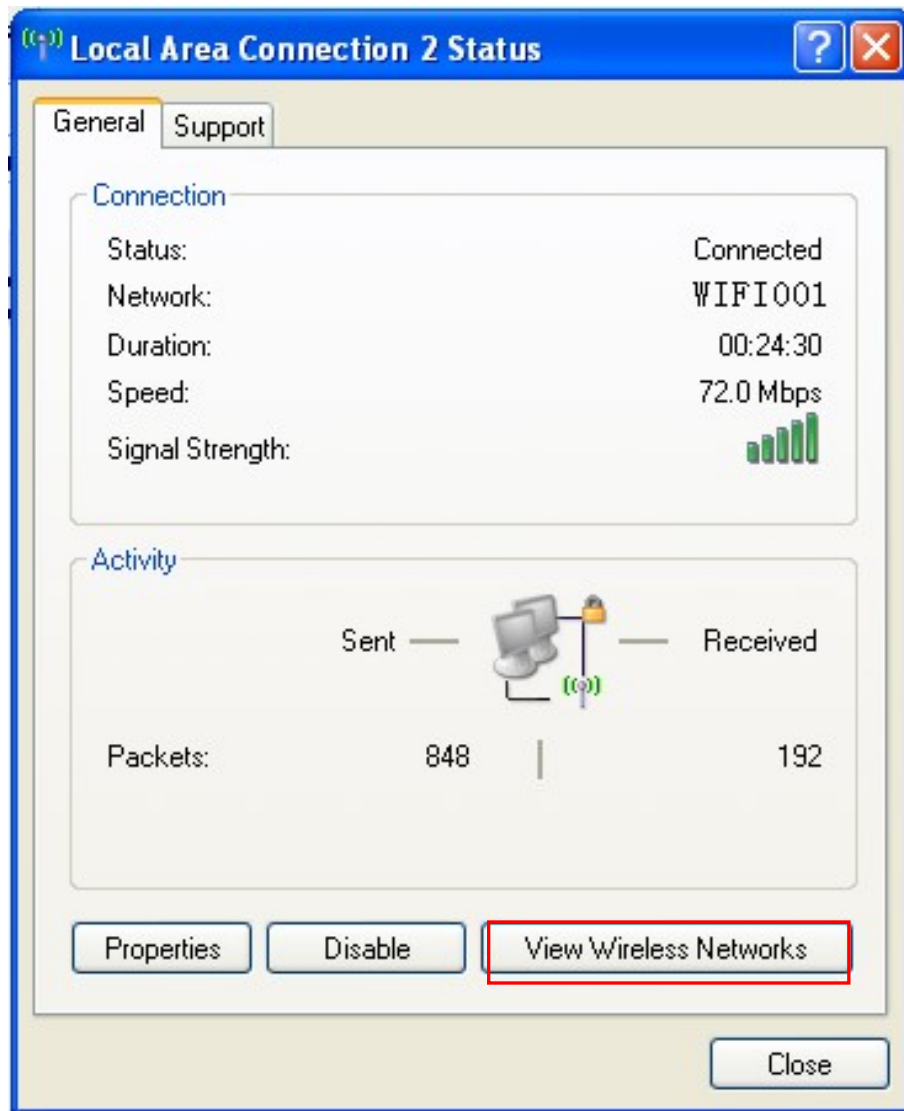 Local Area Connection 2 Status
General Support
Connection
Status: Connected
Network: WIFI001
Duration: 00:24:30
Speed: 72.0 Mbps
Signal Strength:
Activity
Sent Received
Packets: 848 192
Properties Disable View Wireless Networks
Close